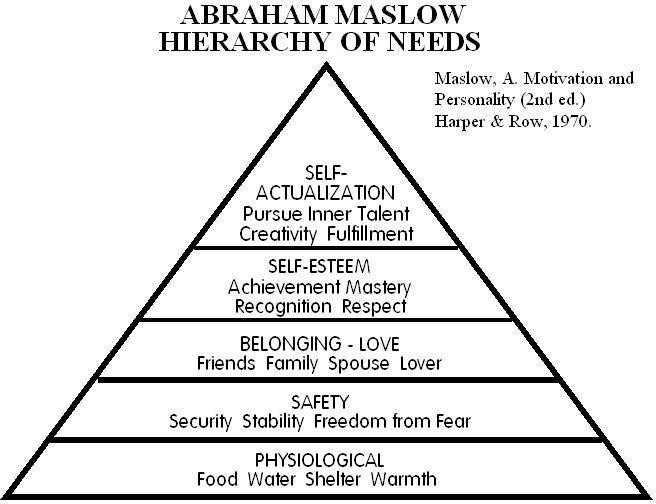 ABRAHAM MASLOW
HIERARCHY OF NEEDS
Maslow, A. Motivation and
Personality (2nd ed.)
Harper & Row, 1970.
SELF-
ACTUALIZATION
Pursue Inner Talent
Creativity Fulfillment
SELF-ESTEEM
Achievement Mastery
Recognition Respect
BELONGING - LOVE
Friends Family Spouse Lover
SAFETY
Security Stability Freedom from Fear
PHYSIOLOGICAL
Food Water Shelter Warmth